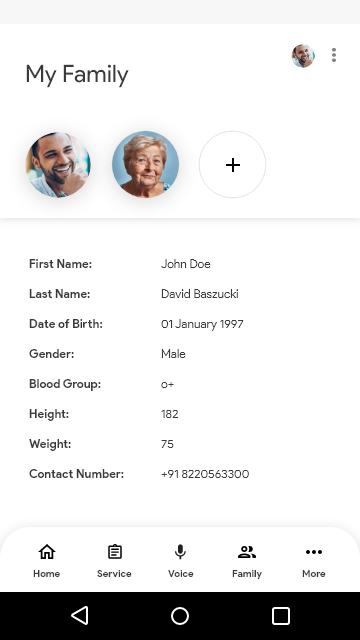 My Family
First Name: John Doe
Last Name: David Baszucki
Date of Birth: 01 January 1997
Gender: Male
Blood Group: o+
Height: 182
Weight: 75
Contact Number: +91 8220563300
Home Service Voice Family More